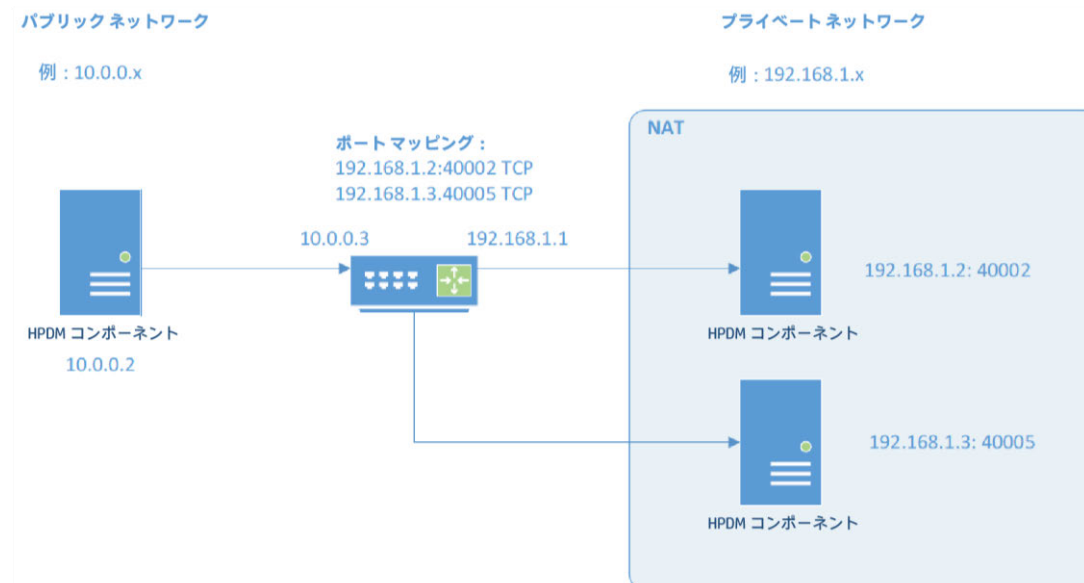 パブリック ネットワーク
プライベート ネットワーク
例 : 10.0.0.x
例 : 192.168.1.x
NAT
ポート マッピング :
192.168.1.2:40002 TCP
192.168.1.3.40005 TCP
10.0.0.3
192.168.1.1
192.168.1.2: 40002
HPDM コンポーネント
10.0.0.2
HPDM コンポーネント
192.168.1.3: 40005
HPDM コンポーネント